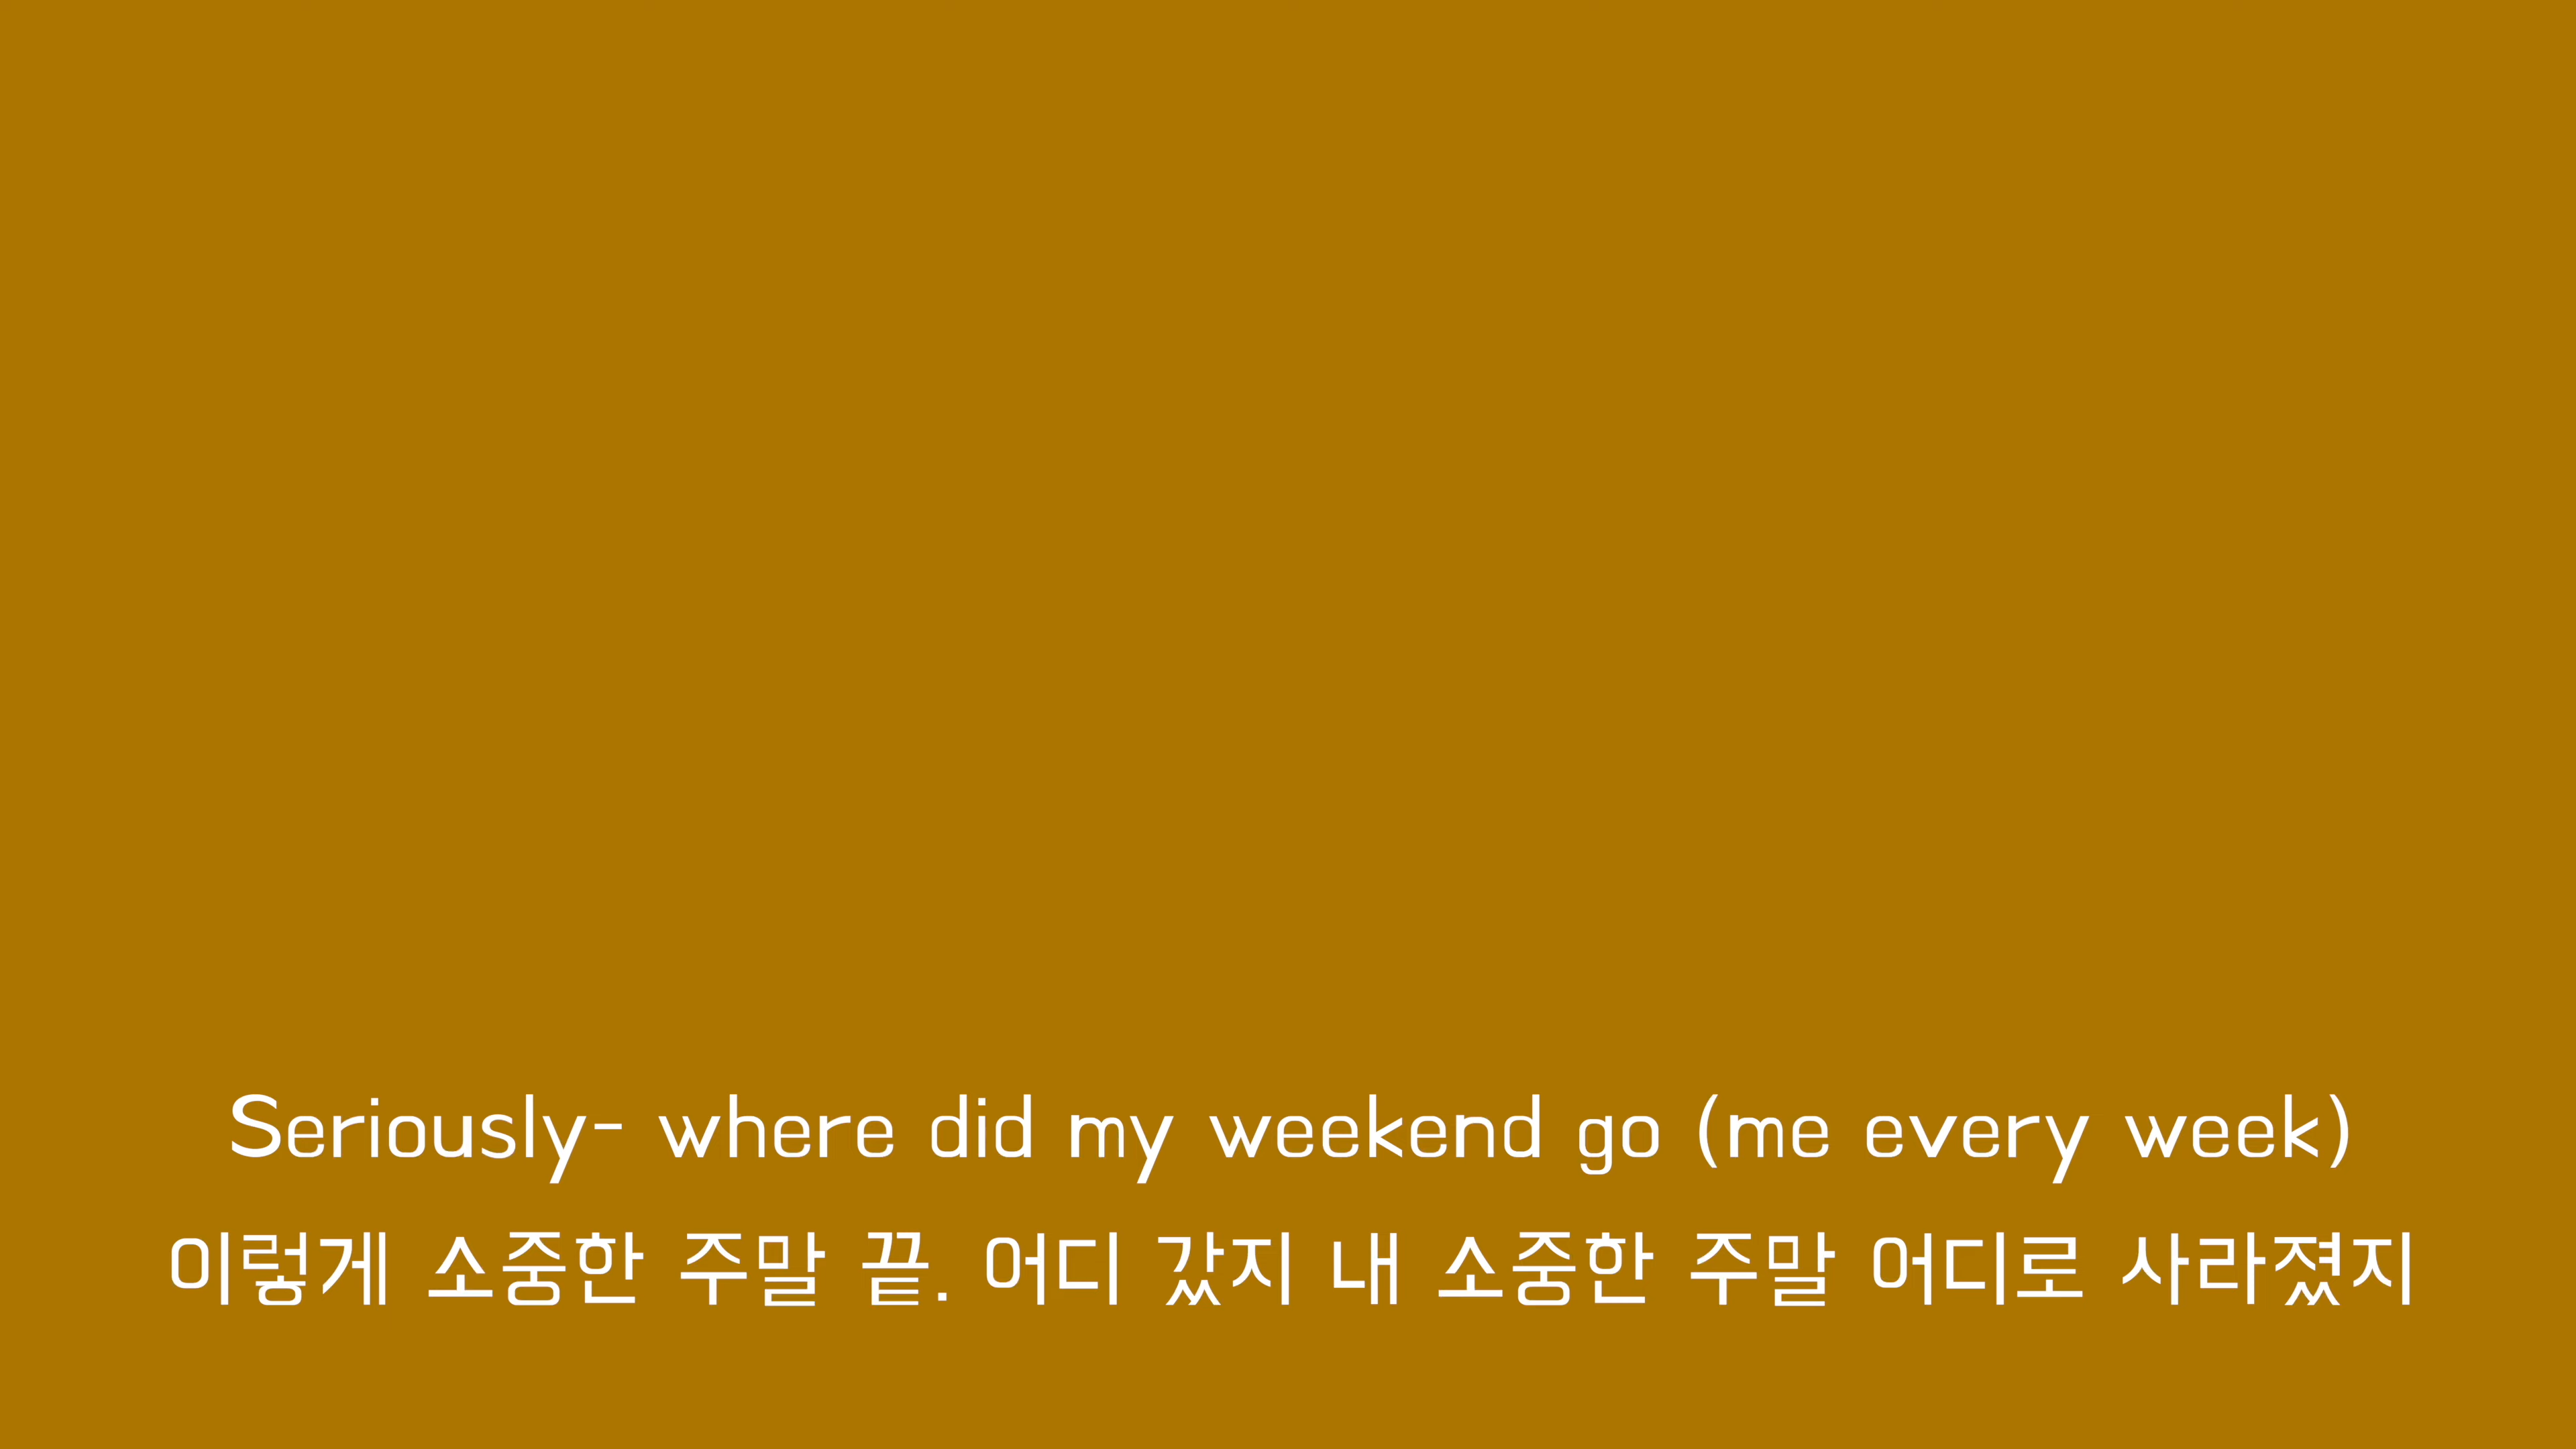 Seriously- where did my weekend go (me every week)
이렇게 소중한 주말 끝. 어디 갔지 내 소중한 주말 어디로 사라졌지